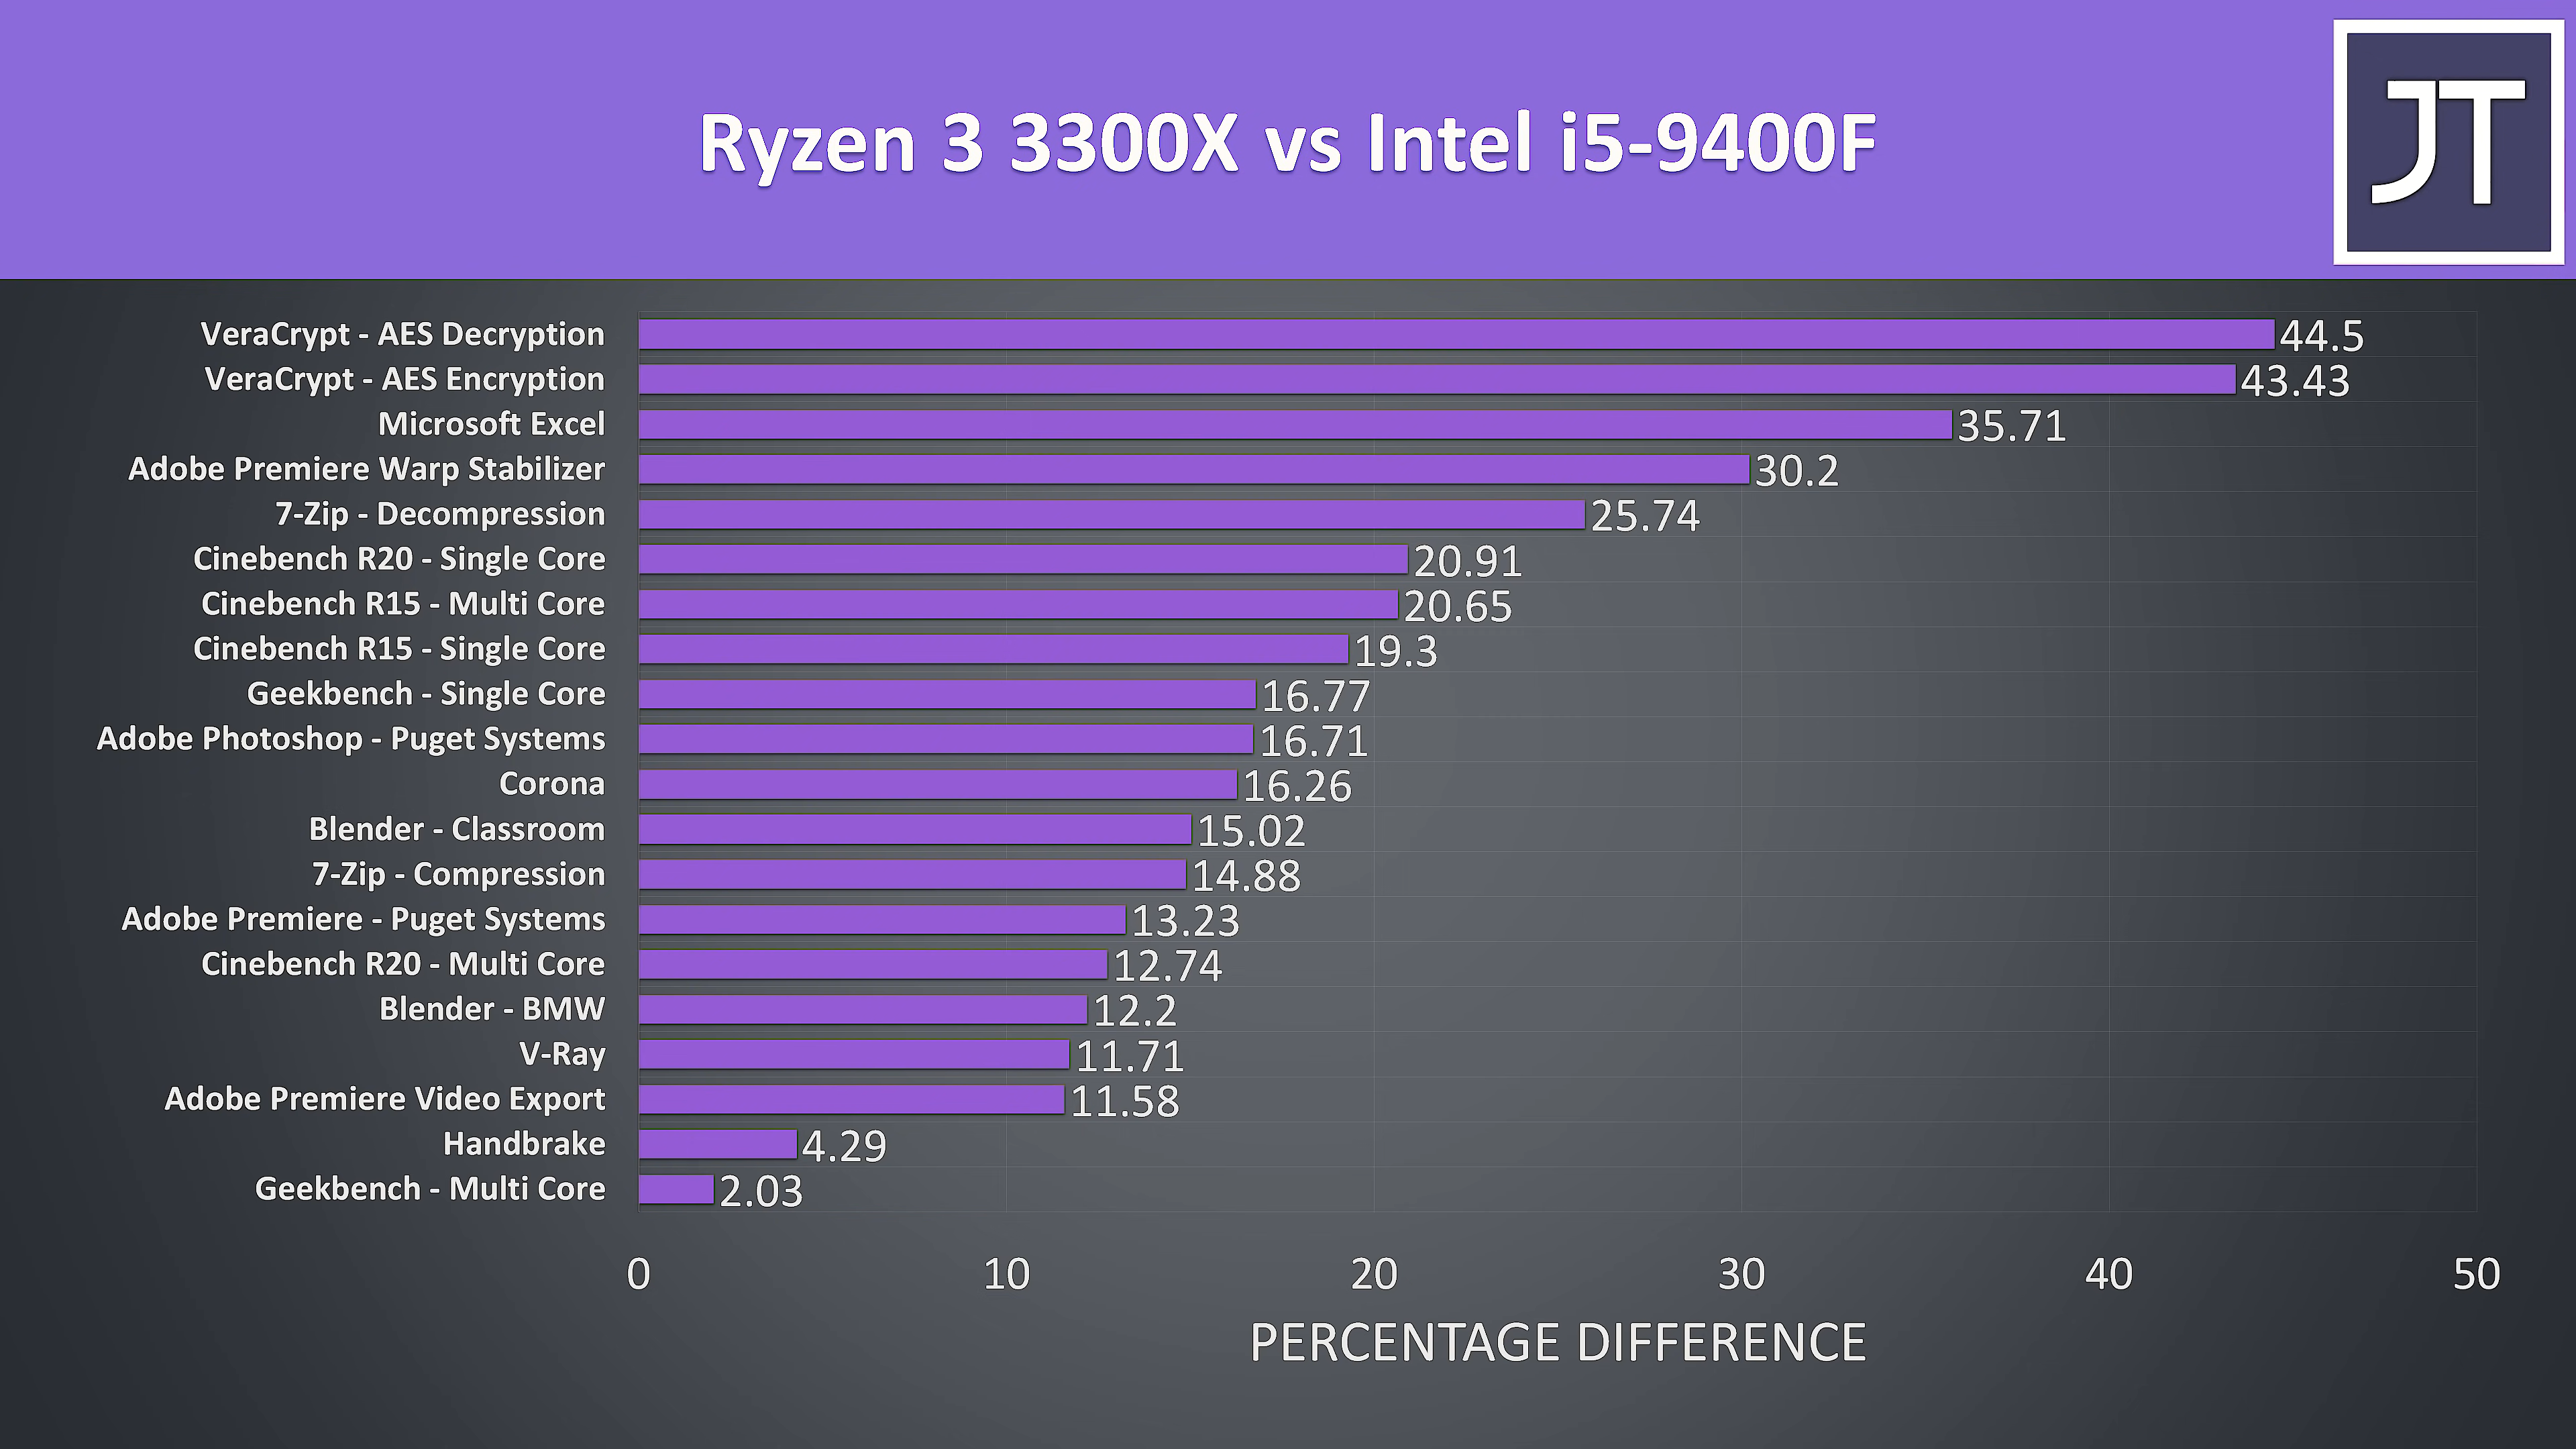 Ryzen 3 3300X vs Intel i5-9400F
JT
VeraCrypt - AES Decryption 44.5
VeraCrypt - AES Encryption 43.43
Microsoft Excel 35.71
Adobe Premiere Warp Stabilizer 30.2
7-Zip - Decompression 25.74
Cinebench R20 - Single Core 20.91
Cinebench R15 - Multi Core 20.65
Cinebench R15 - Single Core 19.3
Geekbench - Single Core 16.77
Adobe Photoshop - Puget Systems 16.71
Corona 16.26
Blender - Classroom 15.02
7-Zip - Compression 14.88
Adobe Premiere - Puget Systems 13.23
Cinebench R20 - Multi Core 12.74
Blender - BMW 12.2
V-Ray 11.71
Adobe Premiere Video Export 11.58
Handbrake 4.29
Geekbench - Multi Core 2.03
0 10 20 30 40 50
PERCENTAGE DIFFERENCE